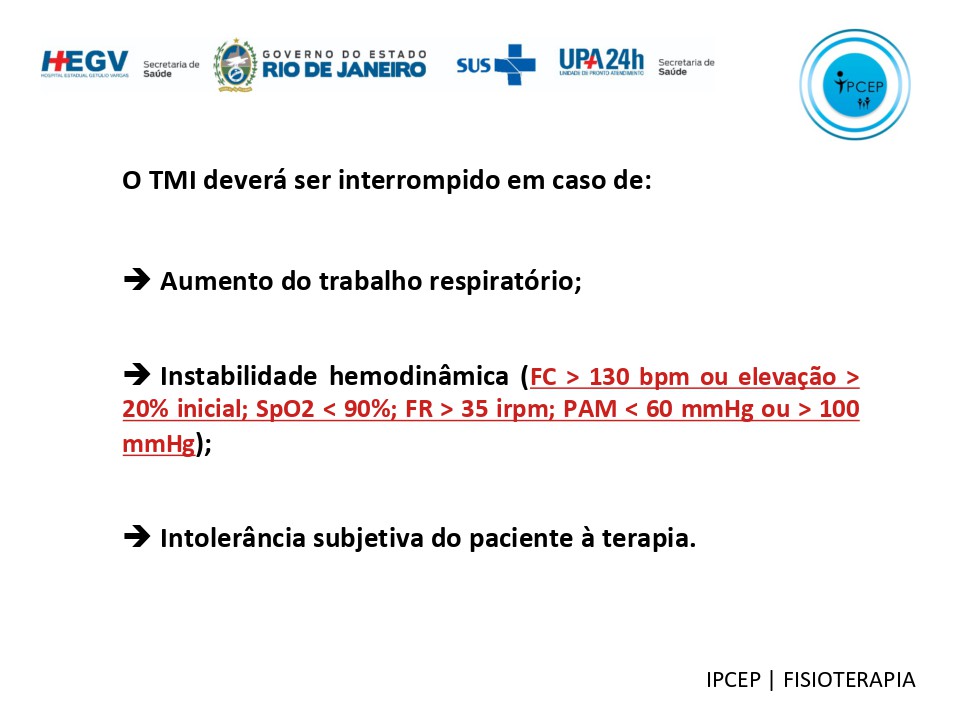 HEGV
HOSPITAL ESTADUAL GETÚLIO VARGAS
Secretaria de
Saúde
GOVERNO DO ESTADO
RIO DE JANEIRO
SUS
UPA 24h
UNIDADE DE PRONTO ATENDIMENTO
Secretaria de
Saúde
IPCEP
O TMI deverá ser interrompido em caso de:
➔ Aumento do trabalho respiratório;
➔ Instabilidade hemodinâmica (FC > 130 bpm ou elevação >
20% inicial; SpO2 < 90%; FR > 35 irpm; PAM < 60 mmHg ou > 100
mmHg);
➔ Intolerância subjetiva do paciente à terapia.
IPCEP | FISIOTERAPIA